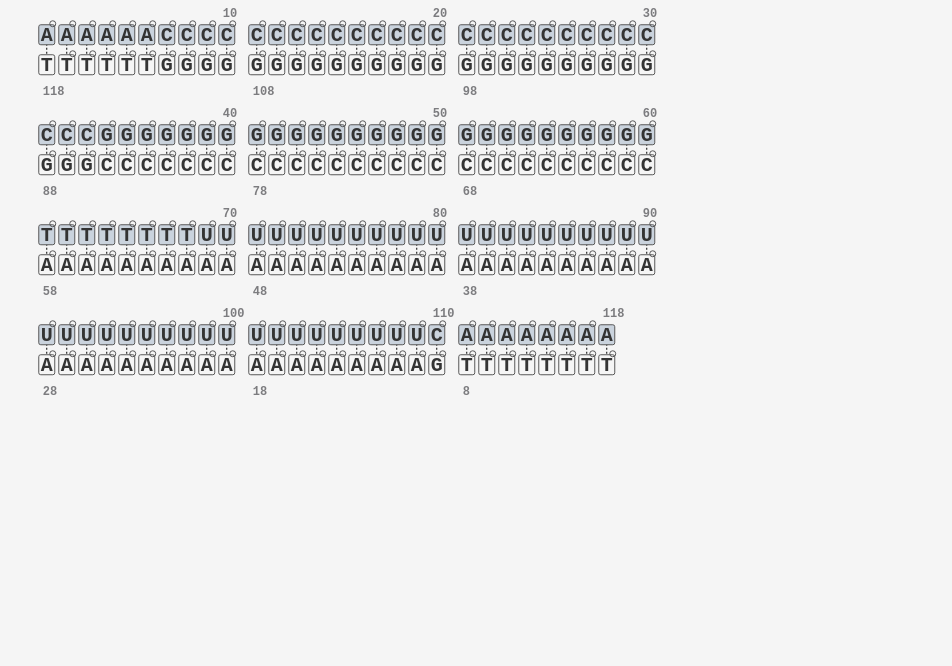 10 20 30
AAAAAACCCC CCCCCCCCCC CCCCCCCCCC
TTTTTTGGGG GGGGGGGGGG GGGGGGGGGG
118 108 98
40 50 60
CCCGGGGGGG GGGGGGGGGG GGGGGGGGGG
GGGCCCCCCC CCCCCCCCCC CCCCCCCCCC
88 78 68
70 80 90
TTTTTTTTUU UUUUUUUUUU UUUUUUUUUU
AAAAAAAAAA AAAAAAAAAA AAAAAAAAAA
58 48 38
100 110 118
UUUUUUUUUU UUUUUUUUUC AAAAAAAA
AAAAAAAAAA AAAAAAAAAG TTTTTTTT
28 18 8